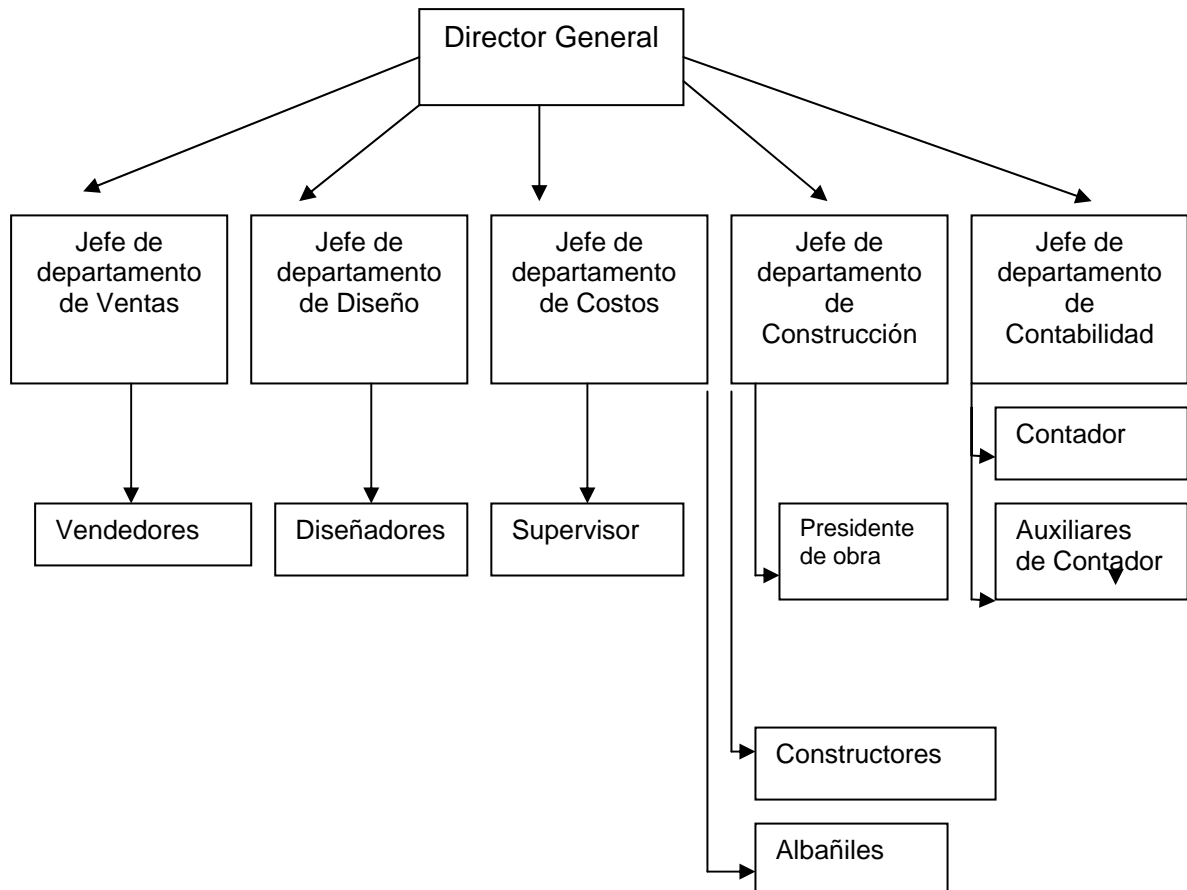 Director General
Jefe de
departamento
de Ventas
Jefe de
departamento
de Diseño
Jefe de
departamento
de Costos
Jefe de
departamento
de
Construcción
Jefe de
departamento
de
Contabilidad
Contador
Vendedores
Diseñadores
Supervisor
Presidente
de obra
Auxiliares
de Contador
Constructores
Albañiles